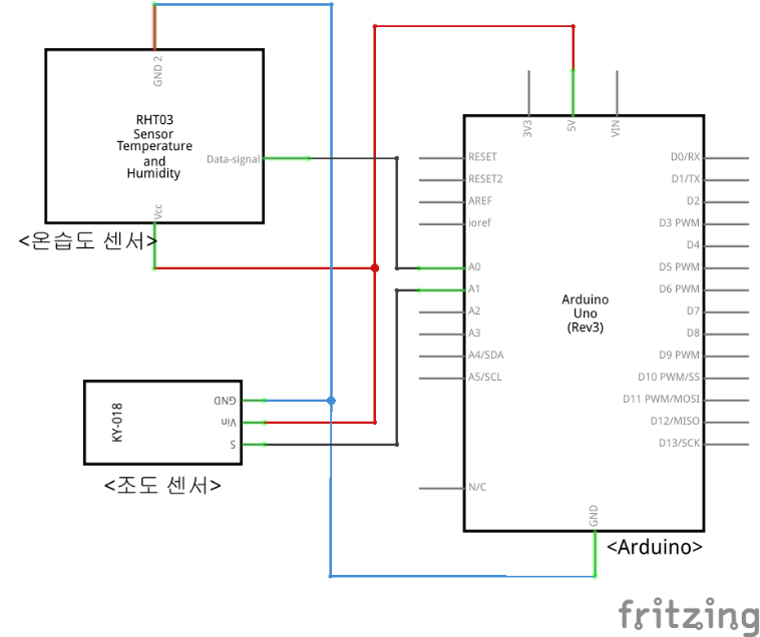 GND 2
RHT03
Sensor
Temperature
and
Humidity
Data-signal
Vcc
<온습도 센서>
KY-018
GND
Vin
S
<조도 센서>
3V3
5V
VIN
RESET
RESET2
AREF
ioref
A0
A1
A2
A3
A4/SDA
A5/SCL
N/C
Arduino
Uno
(Rev3)
D0/RX
D1/TX
D2
D3 PWM
D4
D5 PWM
D6 PWM
D7
D8
D9 PWM
D10 PWM/SS
D11 PWM/MOSI
D12/MISO
D13/SCK
GND
<Arduino>
fritzing